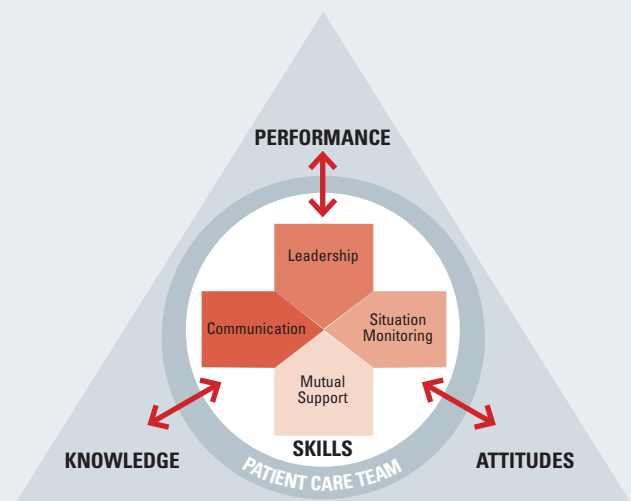 PERFORMANCE
Leadership
Communication
Situation
Monitoring
Mutual
Support
SKILLS
KNOWLEDGE
ATTITUDES
PATIENT CARE TEAM